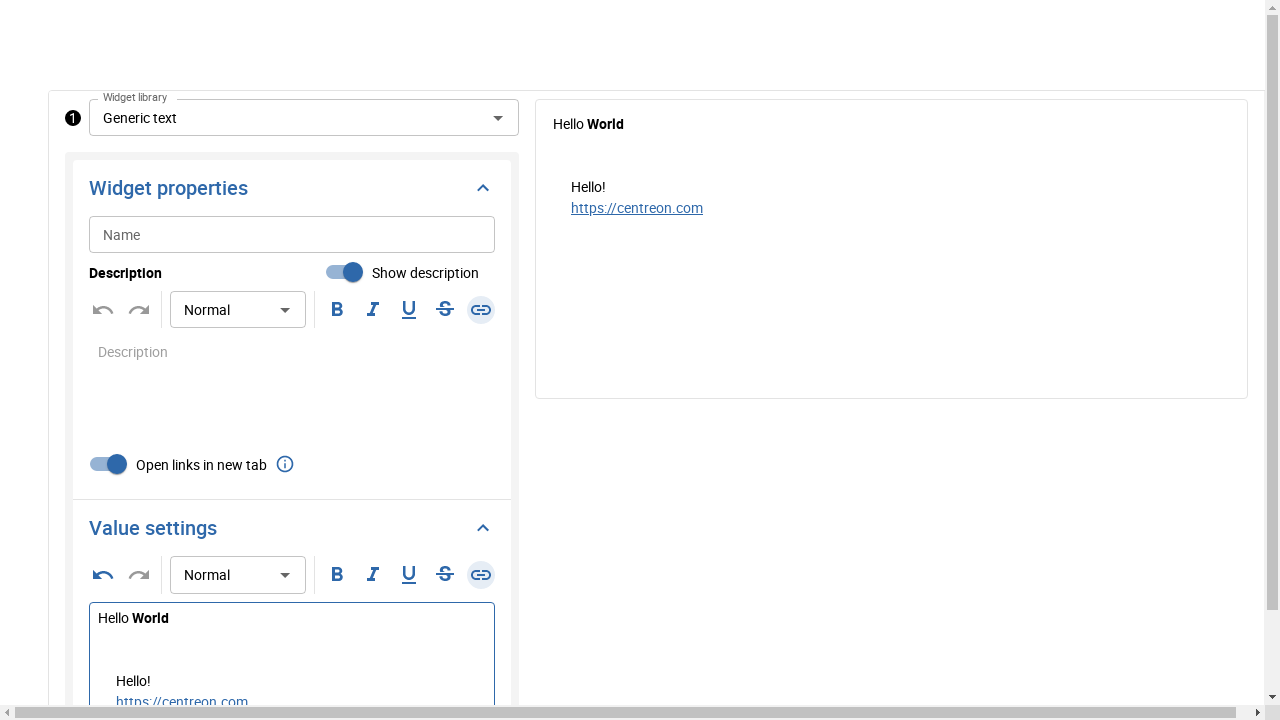 Widget library
1 Generic text
Widget properties
Name
Description Show description
Normal B I U S
Description
Open links in new tab
Value settings
Normal B I U S
Hello World
Hello!
https://centreon.com
Hello World
Hello!
https://centreon.com